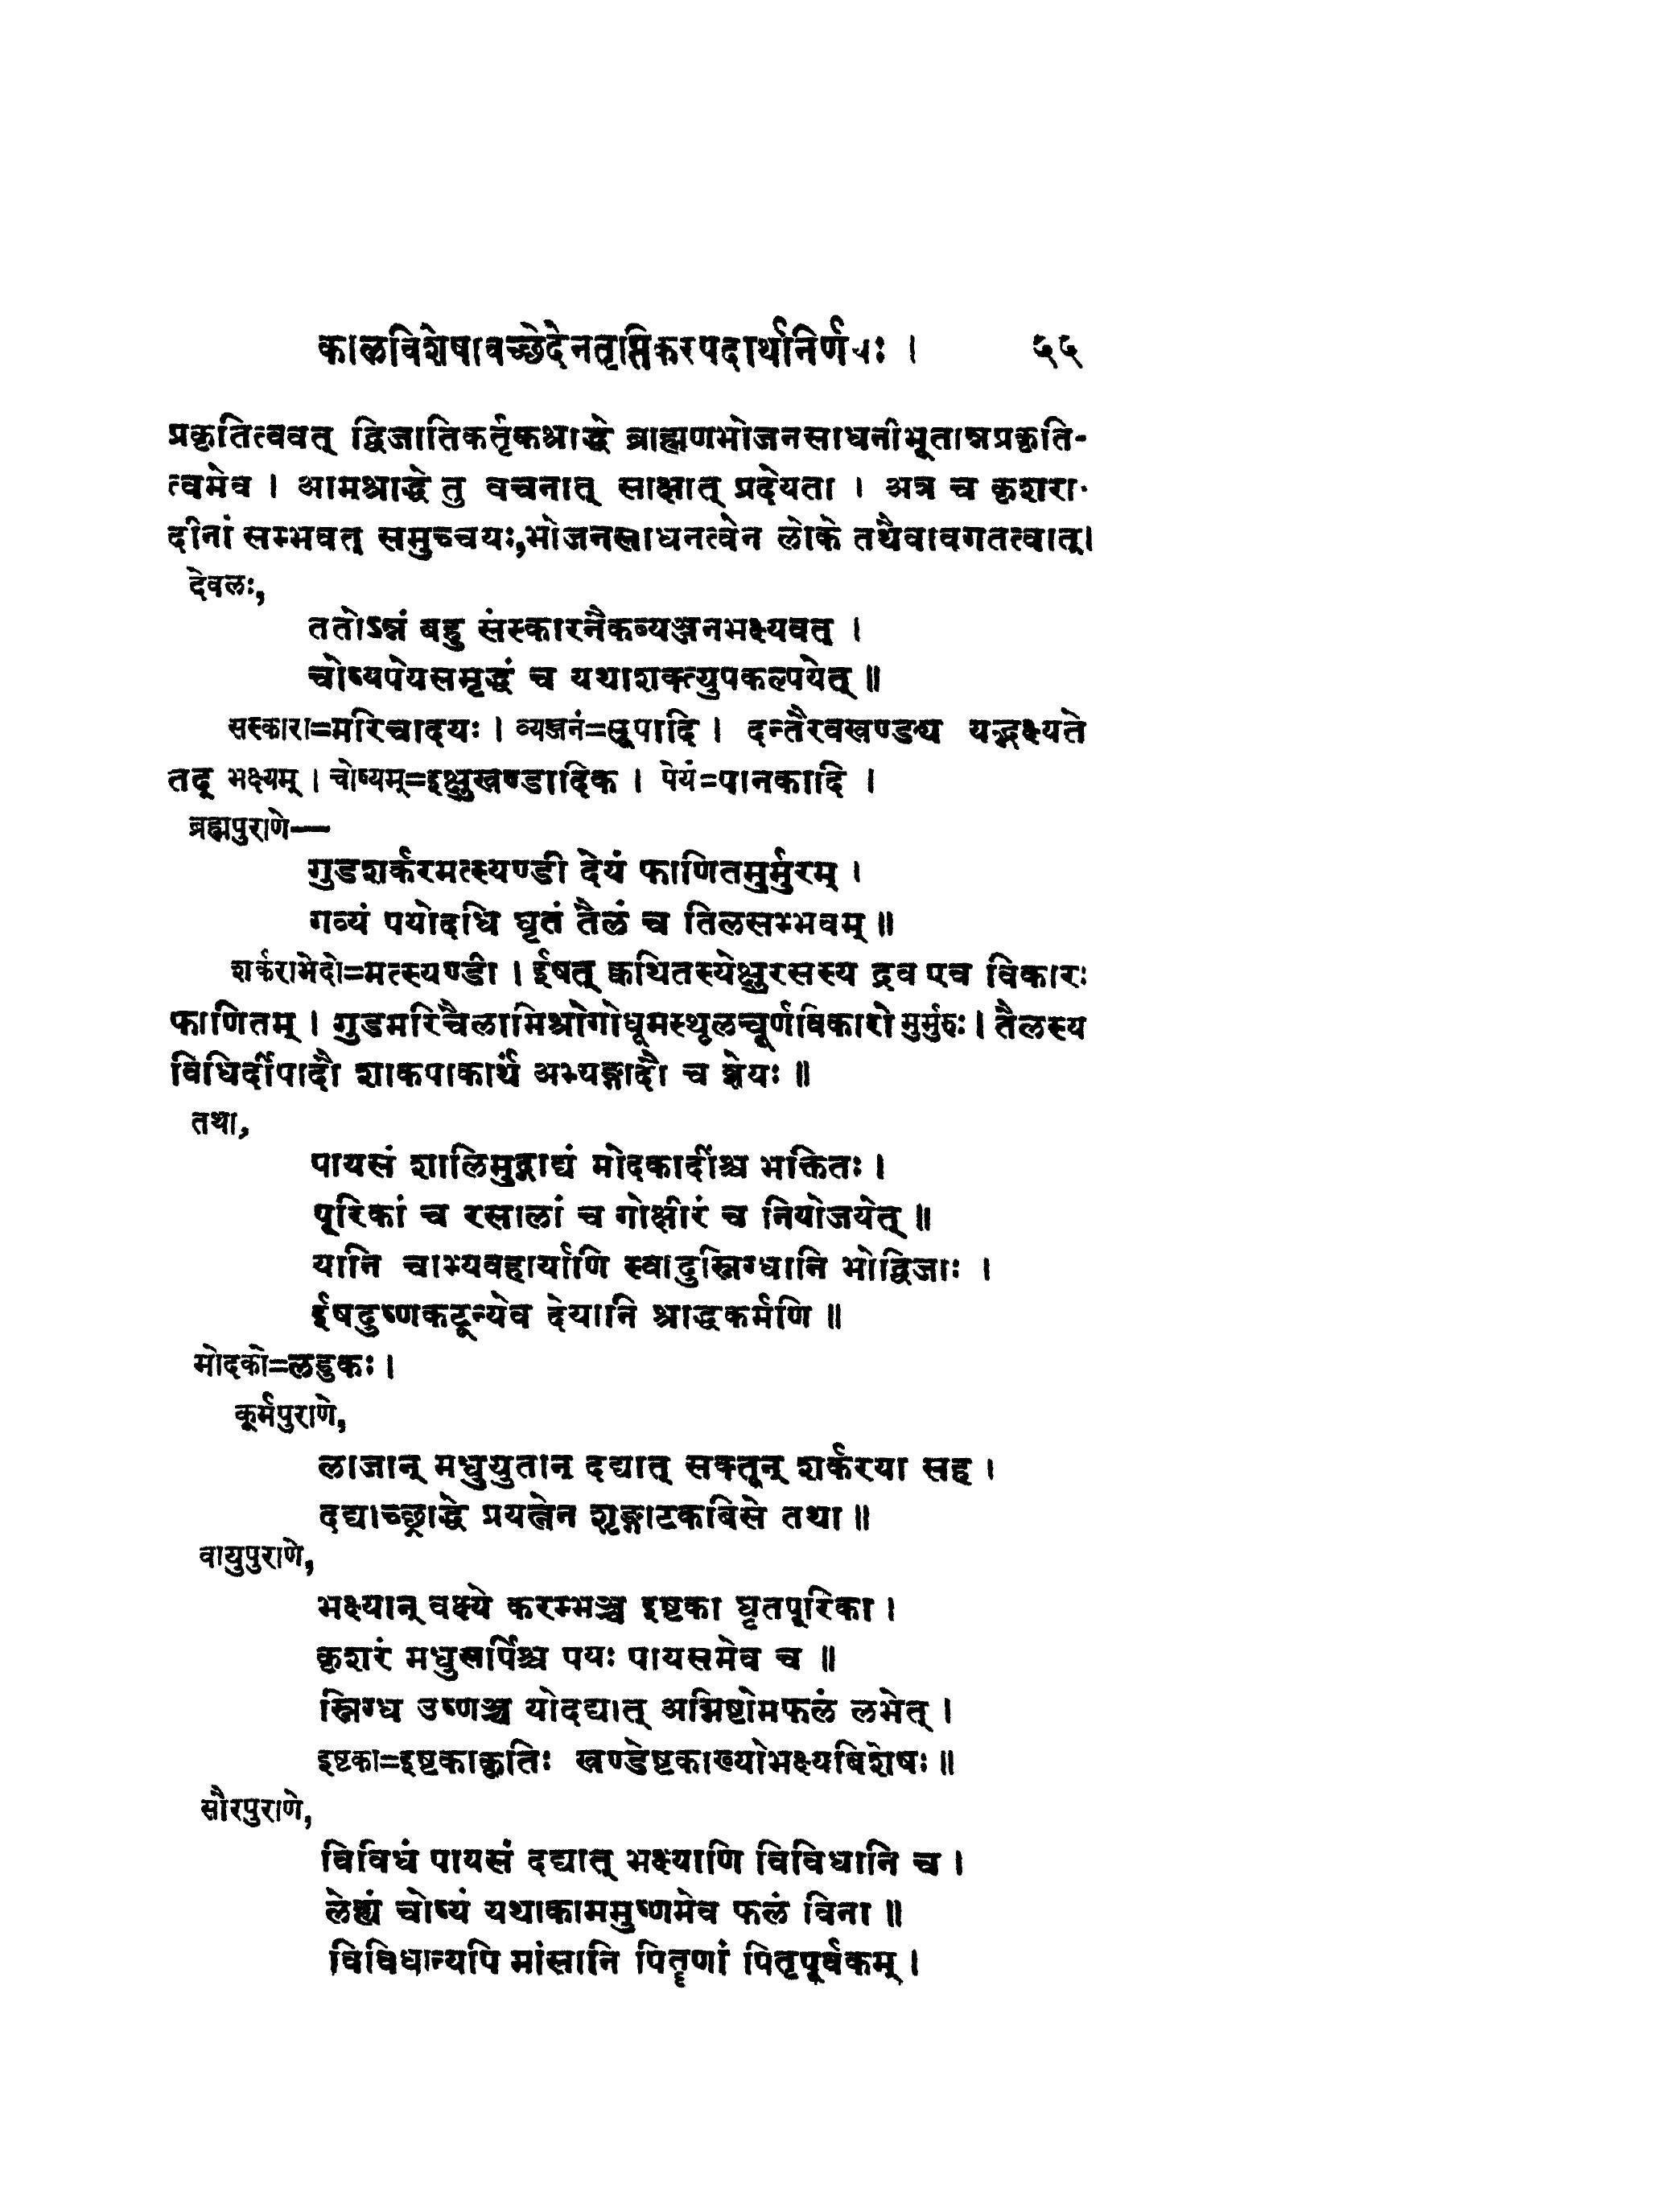 कालविशेषावच्छेदेनतृप्तिकरपदार्थानिर्णयः । ५५
प्रकृतित्ववत् द्विजातिकर्तृकश्राद्धे ब्राह्मणभोजनसाधनीभूतान्नप्रकृति-
त्वमेव । आमश्राद्धे तु वचनात् साक्षात् प्रदेयता । अत्र च कृशरा-
दीनां सम्भवत् समुच्चयः,भोजनसाधनत्वेन लोके तथैवावगतत्वात्।
देवलः,
ततोऽन्नं बहु संस्कारनैकव्यञ्जनभक्ष्यवत् ।
चोष्यपेयसमृद्धं च यथाशक्त्युपकल्पयेत् ॥
सस्कारा=मरिचादयः । व्यञ्जनं=सूपादि । दन्तैरवखण्ड्य यद्भक्ष्यते
तद् भक्ष्यम् । चोष्यम्=इक्षुखण्डादिक । पेयं=पानकादि ।
ब्रह्मपुराणे—
गुडशर्करमत्स्यण्डी देयं फाणितमुर्मुरम् ।
गव्यं पयोदधि घृतं तैलं च तिलसम्भवम् ॥
शर्कराभेदो=मत्स्यण्डी । ईषत् क्वथितस्येक्षुरसस्य द्रव एव विकारः
फाणितम् । गुडमरिचैलामिश्रोगोधूमस्थूलचूर्णविकारो मुर्मुरुः । तैलस्य
विधिर्दीपादौ शाकपाकार्थं अभ्यङ्गादौ च ज्ञेयः ॥
तथा,
पायसं शालिमुद्गाद्यं मोदकादींश्च भक्तितः ।
पूरिकां च रसालां च गोक्षीरं च नियोजयेत् ॥
यानि चाभ्यवहार्याणि स्वादुस्निग्धानि भोद्विजाः ।
ईषदुष्णकटून्येव देयानि श्राद्धकर्मणि ॥
मोदको=लडुकः ।
कूर्मपुराणे,
लाजान् मधुयुतान् दद्यात् सक्तून् शर्करया सह ।
दद्याच्छ्राद्धे प्रयत्नेन शृङ्गाटकबिसे तथा ॥
वायुपुराणे,
भक्ष्यान् वक्ष्ये करम्भञ्च इष्टका घृतपूरिका ।
कृशरं मधुसर्पिश्च पयः पायसमेव च ॥
स्निग्ध उष्णञ्च योदद्यात् अग्निष्टोमफलं लभेत् ।
इष्टका=इष्टकाकृतिः खण्डेष्टकाख्योभक्ष्यविशेषः ॥
सौरपुराणे,
विविधं पायसं दद्यात् भक्ष्याणि विविधानि च ।
लेह्यं चोष्यं यथाकाममुष्णमेव फलं विना ॥
विविधान्यपि मांसानि पितॄणां पितृपूर्वकम् ।